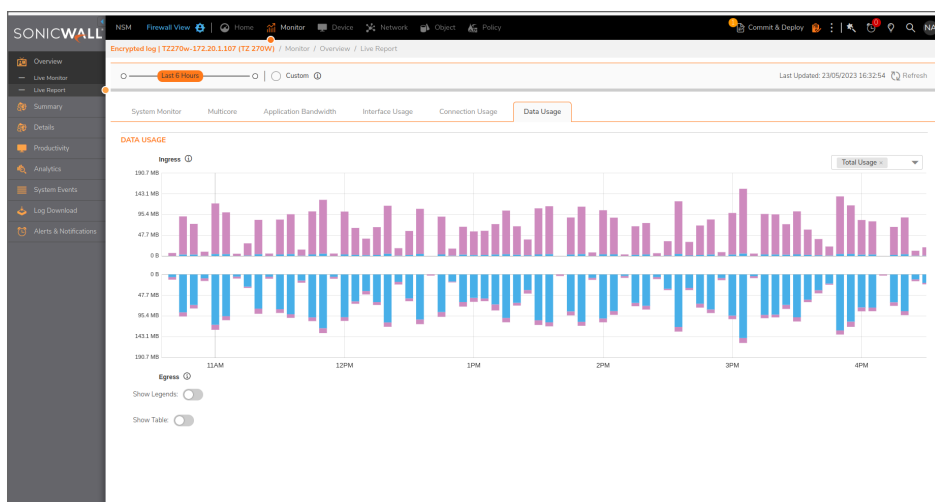 SONICWALL
NSM Firewall View Home Monitor Device Network Object Policy
1 Commit & Deploy 0 NA
Encrypted log | TZ270w-172.20.1.107 (TZ 270W) / Monitor / Overview / Live Report
Overview
Live Monitor
Live Report
Summary
Details
Productivity
Analytics
System Events
Log Download
Alerts & Notifications
Last 6 Hours Custom Last Updated: 23/05/2023 16:32:54 Refresh
System Monitor Multicore Application Bandwidth Interface Usage Connection Usage Data Usage
DATA USAGE
Ingress
Total Usage ×
190.7 MB
143.1 MB
95.4 MB
47.7 MB
0 B
0 B
47.7 MB
95.4 MB
143.1 MB
190.7 MB
11AM 12PM 1PM 2PM 3PM 4PM
Egress
Show Legends:
Show Table: